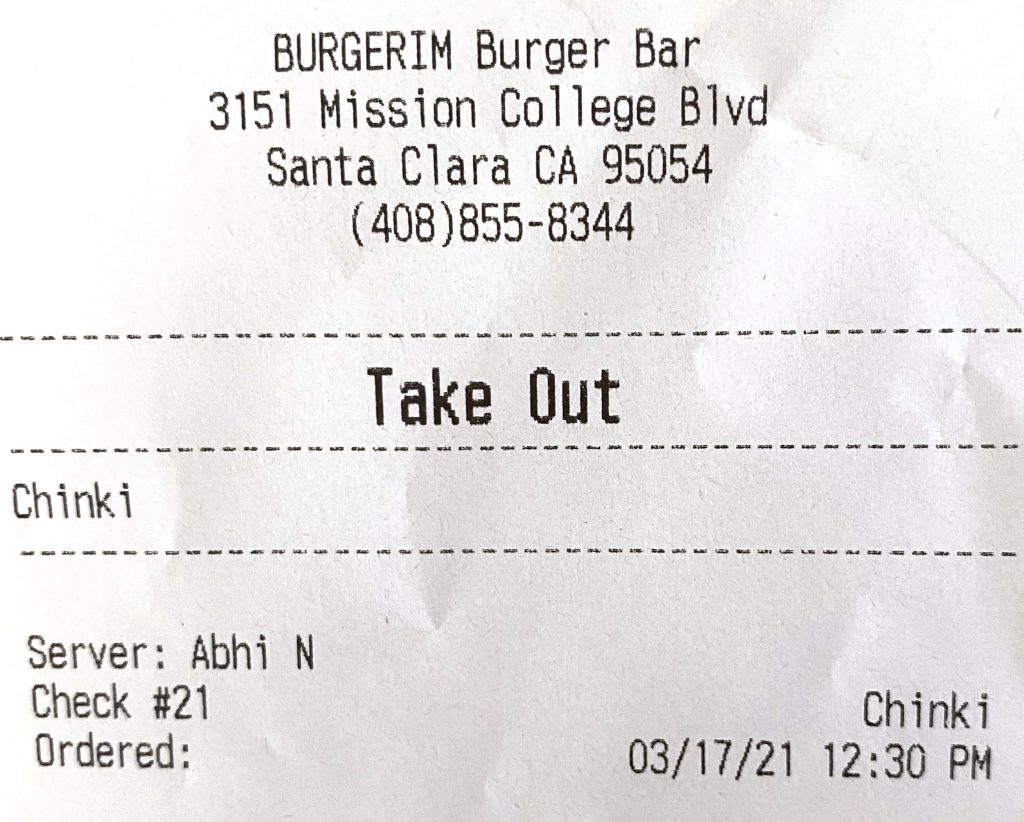 BURGERIM Burger Bar
3151 Mission College Blvd
Santa Clara CA 95054
(408)855-8344
Take Out
Chinki
Server: Abhi N
Check #21 Chinki
Ordered: 03/17/21 12:30 PM